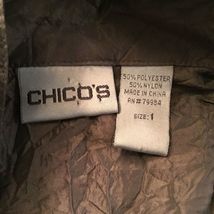 CHICO'S
50% POLYESTER
50% NYLON
MADE IN CHINA
RN# 79984
SIZE: 1